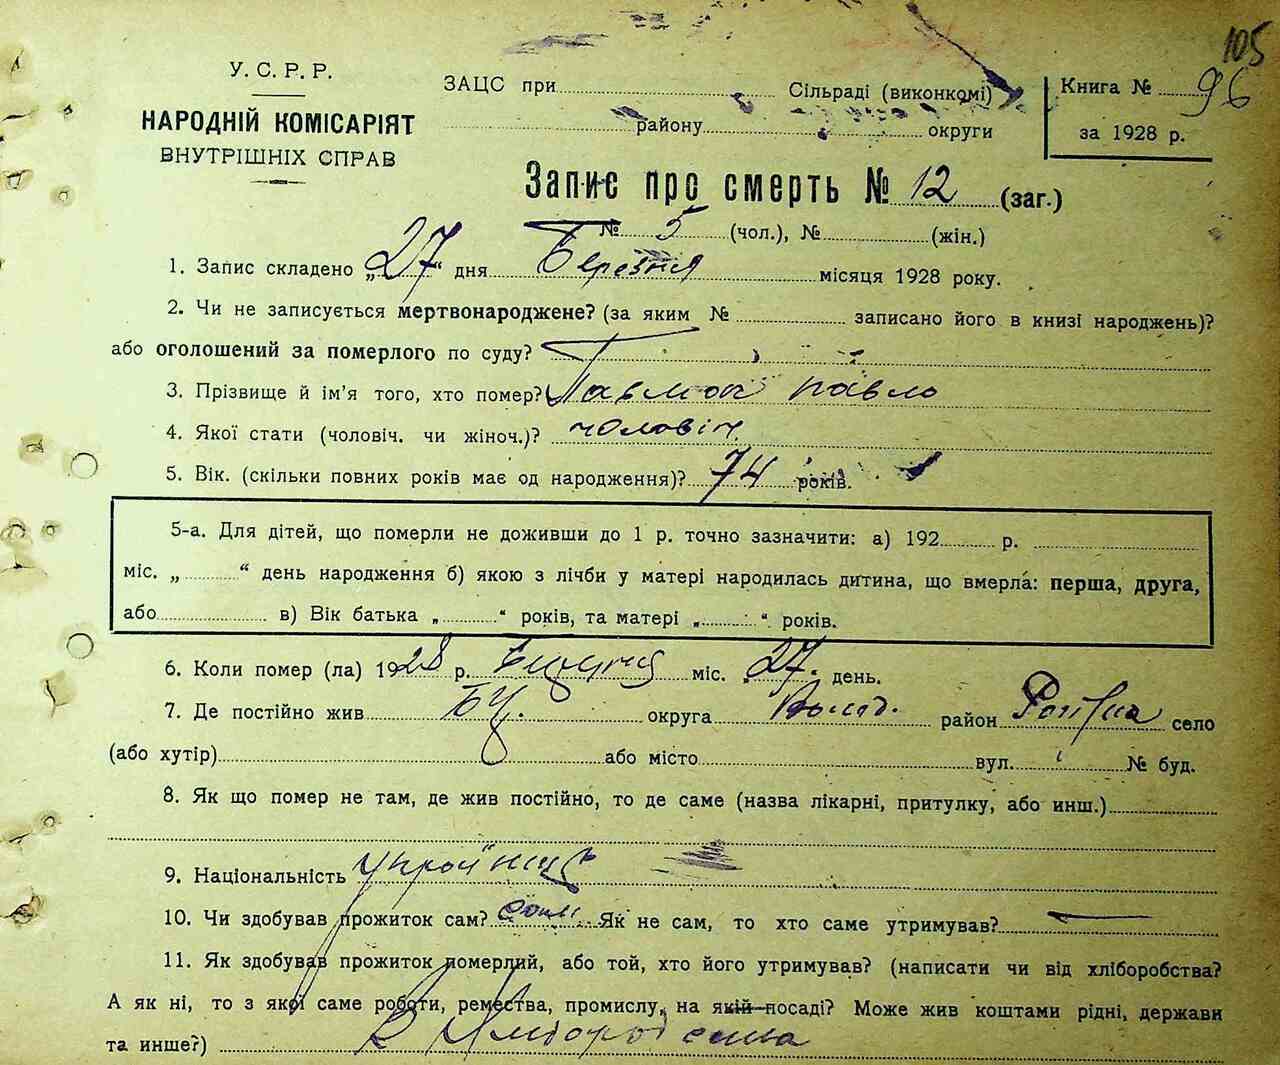 105
У. С. Р. Р.
НАРОДНІЙ КОМІСАРІЯТ
ВНУТРІШНІХ СПРАВ
ЗАЦС при Сільраді (виконкомі)
району округи
Книга № 96
за 1928 р.
Запис про смерть № 12 (заг.)
№ 5 (чол.), № (жін.)
1. Запис складено „27“ дня Березня місяця 1928 року.
2. Чи не записується мертвонароджене? (за яким № записано його в книзі народжень)?
або оголошений за померлого по суду?
3. Прізвище й ім'я того, хто помер? Павло
4. Якої стати (чоловіч. чи жіноч.)? чоловіч.
5. Вік. (скільки повних років має од народження)? 74 років.
5-а. Для дітей, що померли не доживши до 1 р. точно зазначити: а) 192 р.
міс. „ “ день народження б) якою з лічби у матері народилась дитина, що вмерла: перша, друга,
або в) Вік батька „ “ років, та матері „ “ років.
6. Коли помер (ла) 1928 р. міс. „27“ день.
7. Де постійно жив округа район село
(або хутір) або місто вул. № буд.
8. Як що помер не там, де жив постійно, то де саме (назва лікарні, притулку, або инш.)
9. Національність українец
10. Чи здобував прожиток сам? сам. Як не сам, то хто саме утримував? —
11. Як здобував прожиток померлий, або той, хто його утримував? (написати чи від хліборобства?
А як ні, то з якої саме роботи, ремества, промислу, на якій посаді? Може жив коштами рідні, держави
та инше?)